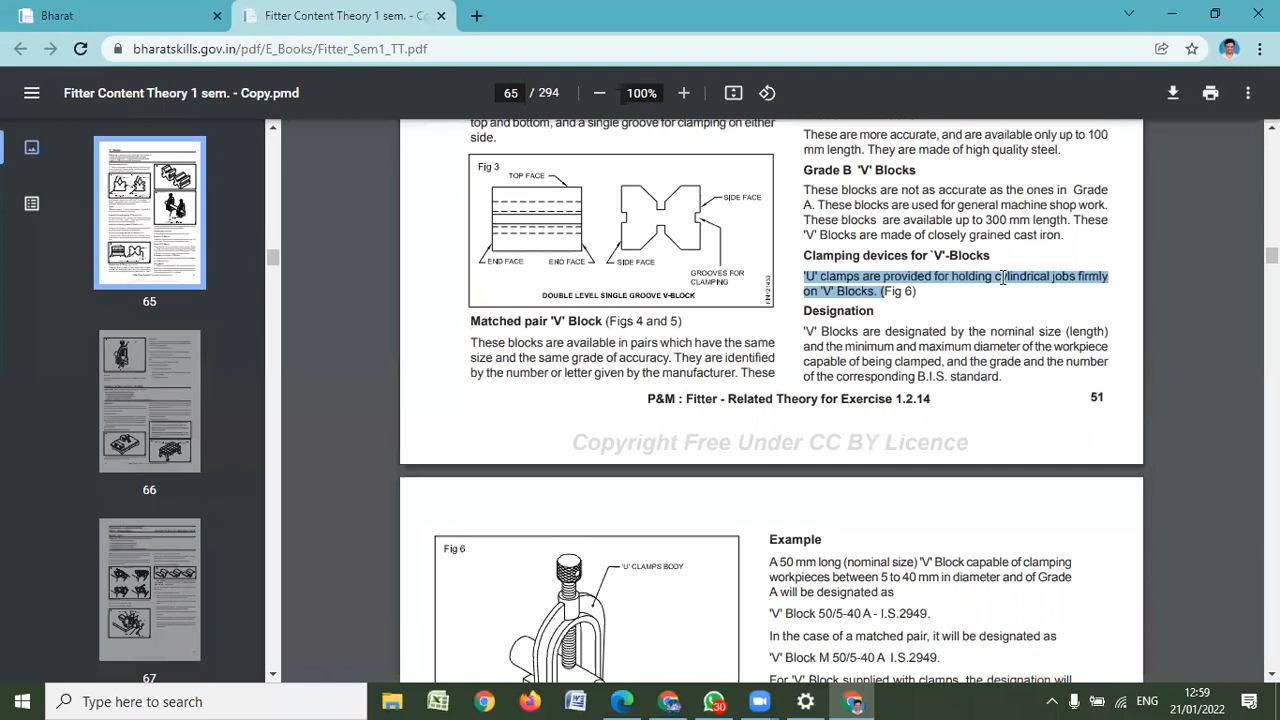 Bharat
Fitter Content Theory 1 sem. - Cop
bharatskills.gov.in/pdf/E_Books/Fitter_Sem1_TT.pdf
Fitter Content Theory 1 sem. - Copy.pmd
65 / 294
100%
65
66
67
top and bottom, and a single groove for clamping on either
side.
Fig 3
TOP FACE
SIDE FACE
END FACE
END FACE
SIDE FACE
GROOVES FOR
CLAMPING
DOUBLE LEVEL SINGLE GROOVE V-BLOCK
Matched pair 'V' Block (Figs 4 and 5)
These blocks are available in pairs which have the same
size and the same grade of accuracy. They are identified
by the number or letter given by the manufacturer. These
These are more accurate, and are available only up to 100
mm length. They are made of high quality steel.
Grade B 'V' Blocks
These blocks are not as accurate as the ones in Grade
A. These blocks are used for general machine shop work.
These blocks are available up to 300 mm length. These
'V' Blocks are made of closely grained cast iron.
Clamping devices for `V'-Blocks
'U' clamps are provided for holding cylindrical jobs firmly
on 'V' Blocks. (Fig 6)
Designation
'V' Blocks are designated by the nominal size (length)
and the minimum and maximum diameter of the workpiece
capable of being clamped, and the grade and the number
of the corresponding B.I.S. standard.
P&M : Fitter - Related Theory for Exercise 1.2.14
51
Copyright Free Under CC BY Licence
Fig 6
'U' CLAMPS BODY
Example
A 50 mm long (nominal size) 'V' Block capable of clamping
workpieces between 5 to 40 mm in diameter and of Grade
A will be designated as
'V' Block 50/5-40 A - I.S.2949.
In the case of a matched pair, it will be designated as
'V' Block M 50/5-40 A I.S.2949.
For 'V' Block supplied with clamps, the designation will
Type here to search
30
ENG
12:59
21/01/2022